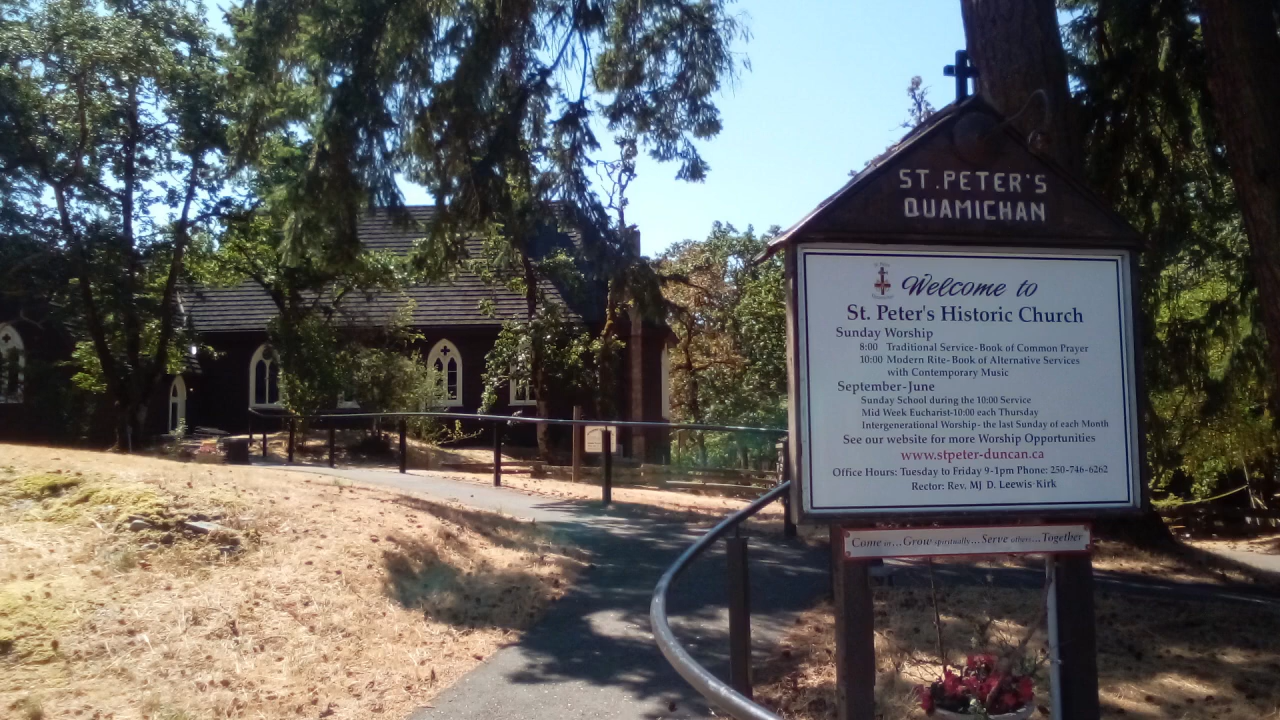 ST. PETER'S
QUAMICHAN
Welcome to
St. Peter's Historic Church
Sunday Worship
8:00 Traditional Service-Book of Common Prayer
10:00 Modern Rite-Book of Alternative Services
with Contemporary Music
September-June
Sunday School during the 10:00 Service
Mid Week Eucharist-10:00 each Thursday
Intergenerational Worship- the last Sunday of each Month
See our website for more Worship Opportunities
www.stpeter-duncan.ca
Office Hours: Tuesday to Friday 9-1pm Phone: 250-746-6262
Rector: Rev. MJ D. Leewis-Kirk
Come in...Grow spiritually...Serve others...Together